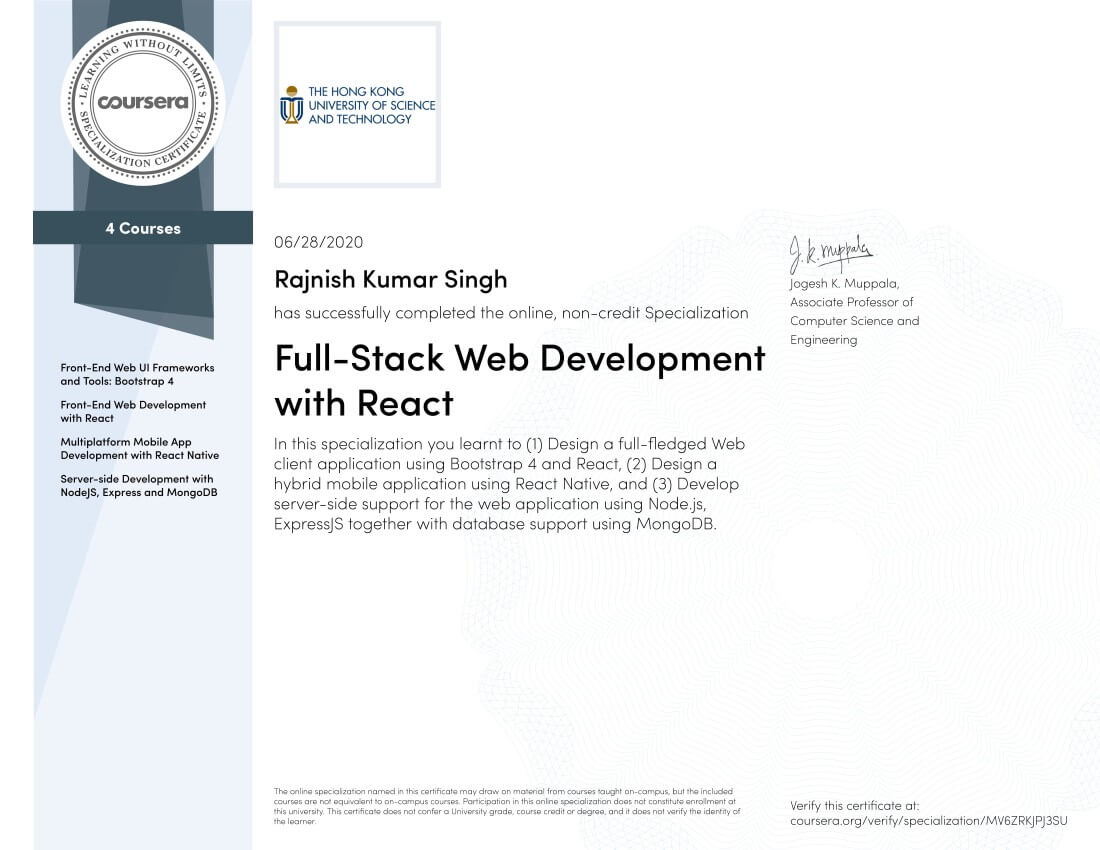 LEARNING WITHOUT LIMITS
coursera
SPECIALIZATION CERTIFICATE
4 Courses
Front-End Web UI Frameworks
and Tools: Bootstrap 4
Front-End Web Development
with React
Multiplatform Mobile App
Development with React Native
Server-side Development with
NodeJS, Express and MongoDB
THE HONG KONG
UNIVERSITY OF SCIENCE
AND TECHNOLOGY
06/28/2020
Rajnish Kumar Singh
has successfully completed the online, non-credit Specialization
Full-Stack Web Development
with React
In this specialization you learnt to (1) Design a full-fledged Web
client application using Bootstrap 4 and React, (2) Design a
hybrid mobile application using React Native, and (3) Develop
server-side support for the web application using Node.js,
ExpressJS together with database support using MongoDB.
J.K. Muppala
Jogesh K. Muppala,
Associate Professor of
Computer Science and
Engineering
The online specialization named in this certificate may draw on material from courses taught on-campus, but the included
courses are not equivalent to on-campus courses. Participation in this online specialization does not constitute enrollment at
this university. This certificate does not confer a University grade, course credit or degree, and it does not verify the identity of
the learner.
Verify this certificate at:
coursera.org/verify/specialization/MV6ZRKJPJ3SU